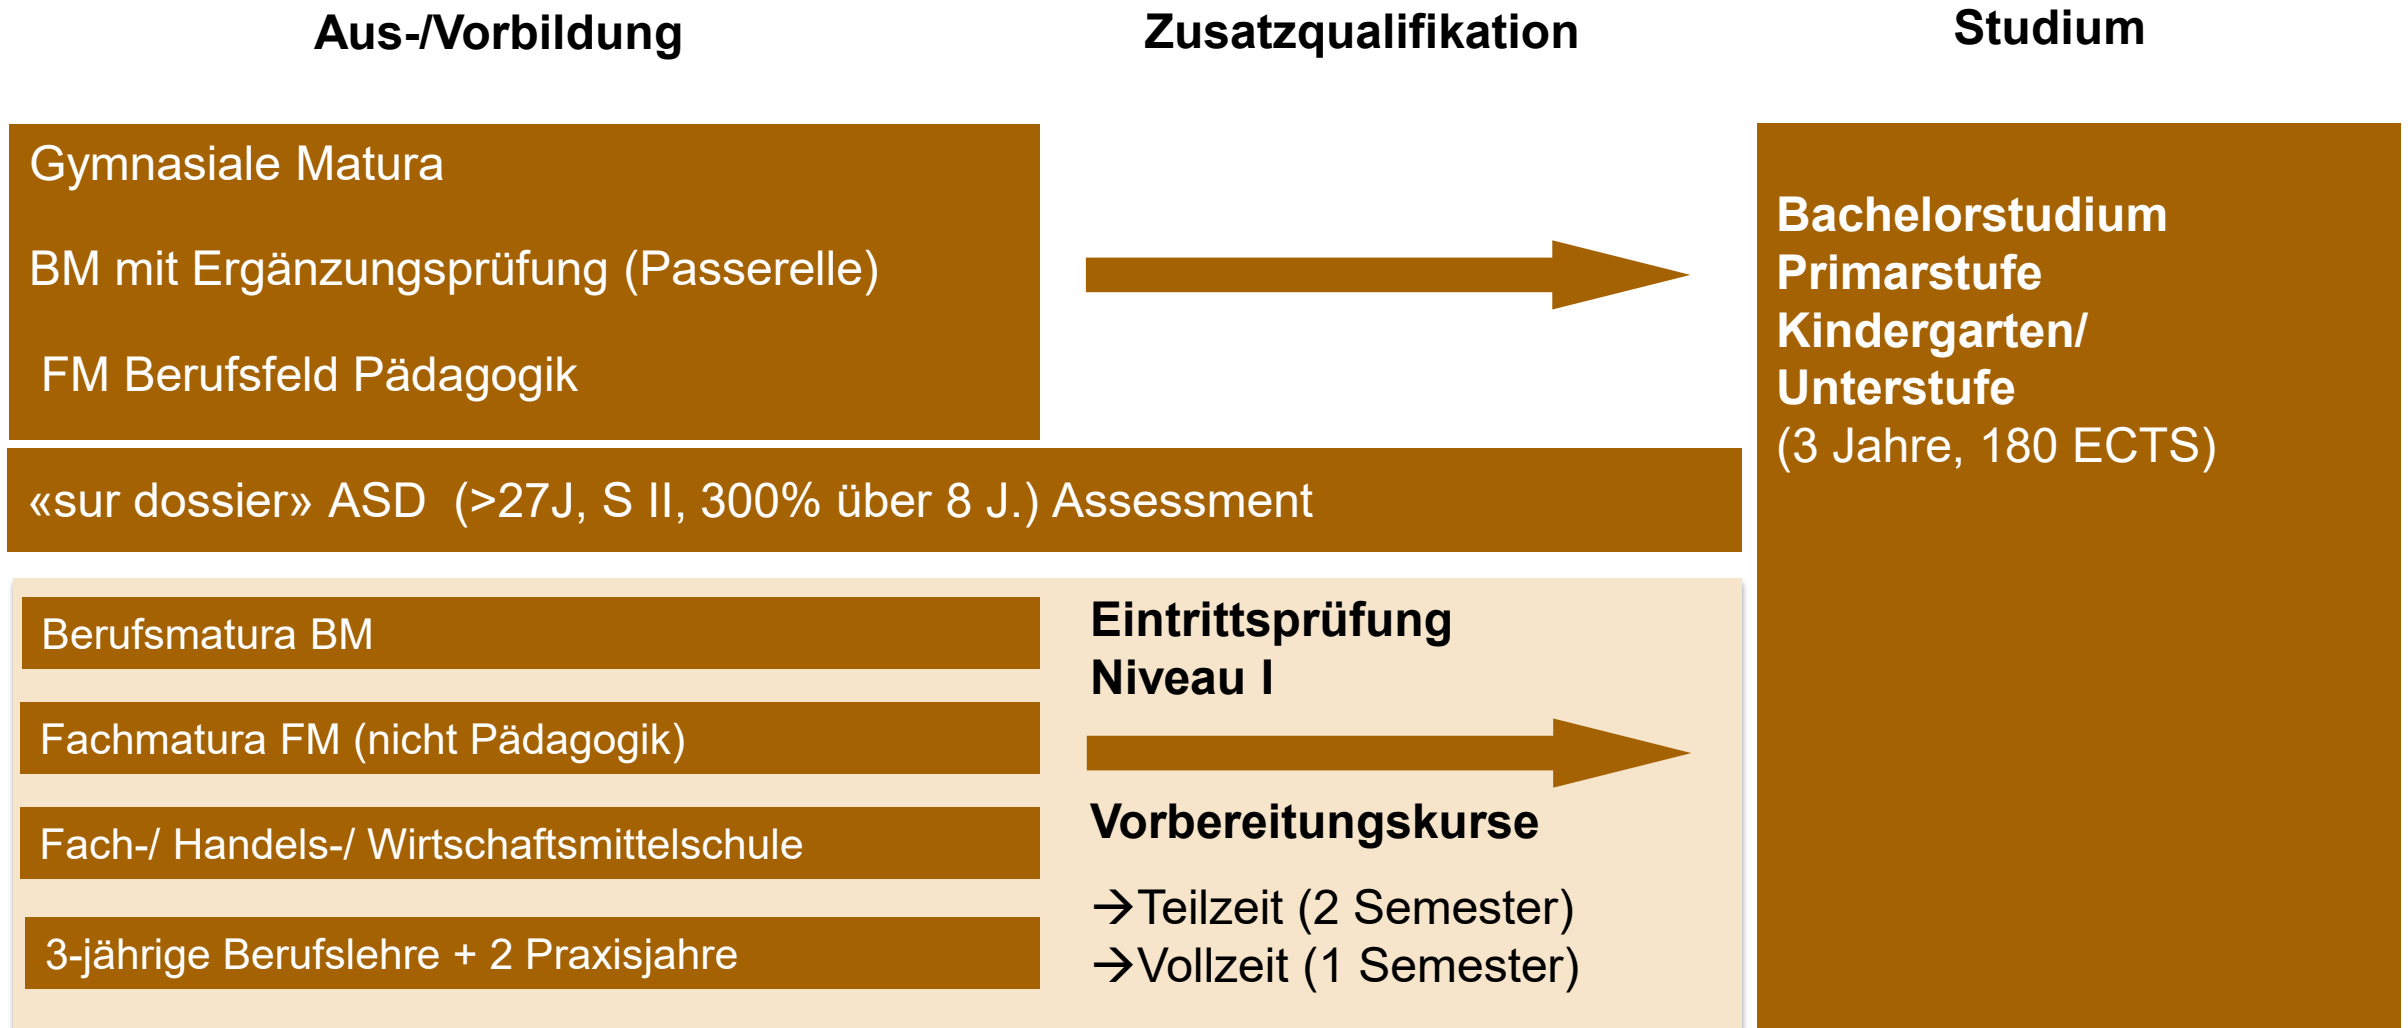 Aus-/Vorbildung
Zusatzqualifikation
Studium
Gymnasiale Matura
BM mit Ergänzungsprüfung (Passerelle)
FM Berufsfeld Pädagogik
«sur dossier» ASD  (>27J, S II, 300% über 8 J.) Assessment
Berufsmatura BM
Fachmatura FM (nicht Pädagogik)
Fach-/ Handels-/ Wirtschaftsmittelschule
3-jährige Berufslehre + 2 Praxisjahre
Eintrittsprüfung
Niveau I
Vorbereitungskurse
→Teilzeit (2 Semester)
→Vollzeit (1 Semester)
Bachelorstudium
Primarstufe
Kindergarten/
Unterstufe
(3 Jahre, 180 ECTS)